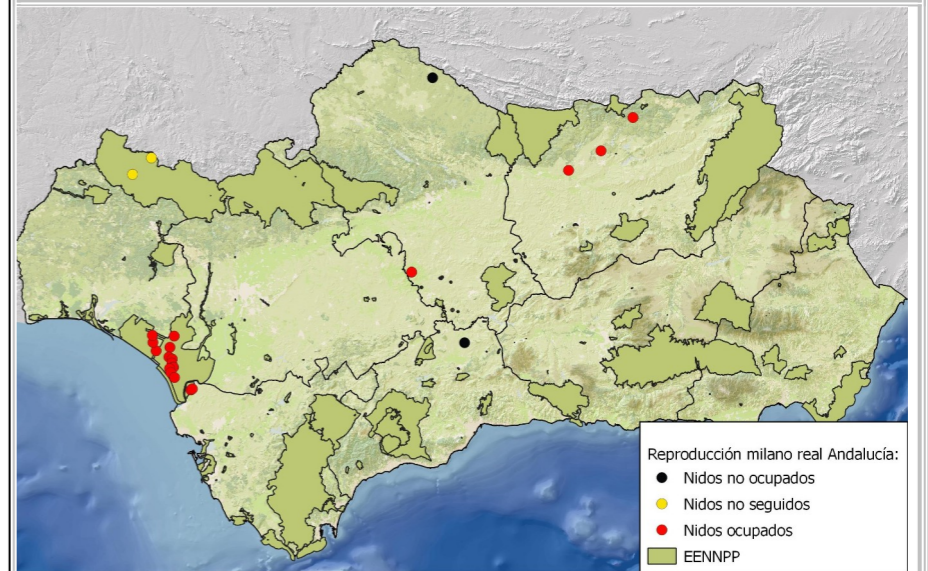 Reproducción milano real Andalucía:
Nidos no ocupados
Nidos no seguidos
Nidos ocupados
EENNPP